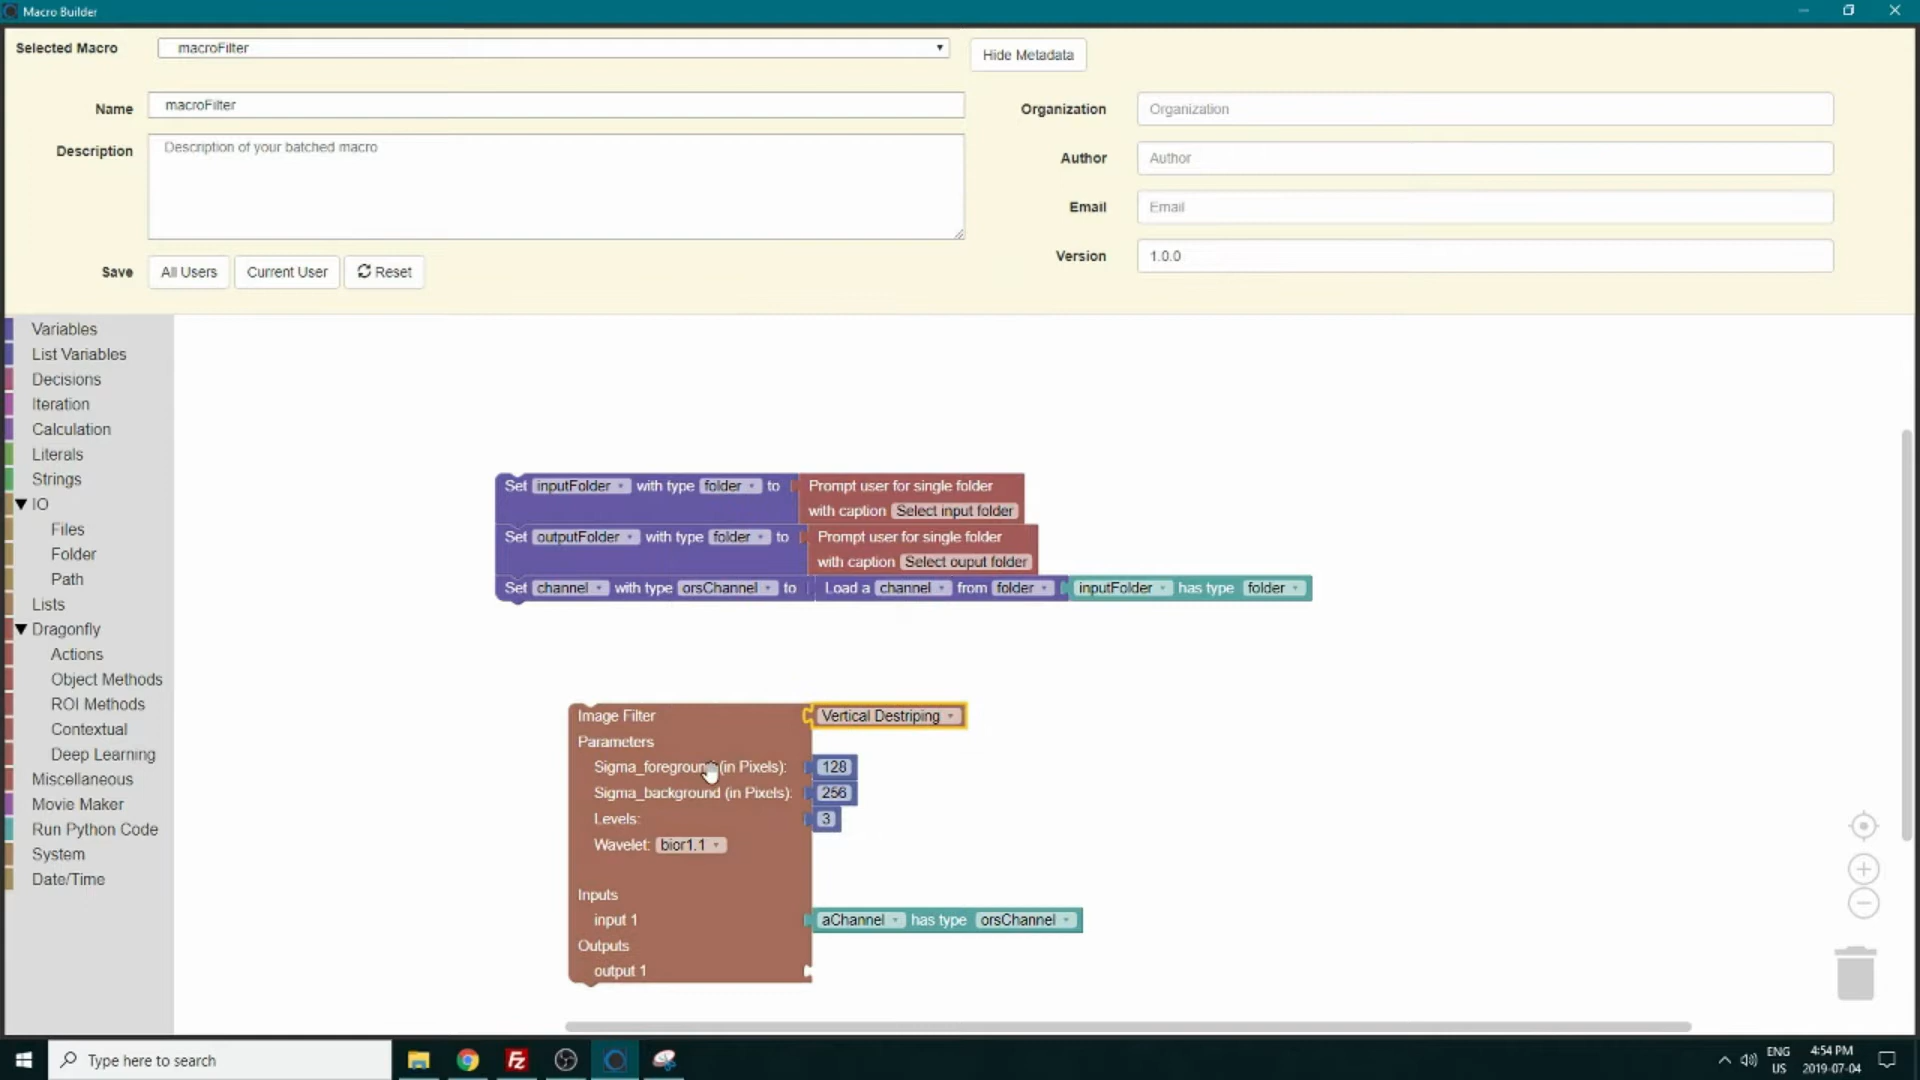 Macro Builder
Selected Macro macroFilter Hide Metadata
Name macroFilter
Description Description of your batched macro
Organization Organization
Author Author
Email Email
Version 1.0.0
Save All Users Current User Reset
Variables
List Variables
Decisions
Iteration
Calculation
Literals
Strings
IO
Files
Folder
Path
Lists
Dragonfly
Actions
Object Methods
ROI Methods
Contextual
Deep Learning
Miscellaneous
Movie Maker
Run Python Code
System
Date/Time
Set inputFolder with type folder to Prompt user for single folder
with caption Select input folder
Set outputFolder with type folder to Prompt user for single folder
with caption Select ouput folder
Set channel with type orsChannel to Load a channel from folder inputFolder has type folder
Image Filter Vertical Destriping
Parameters
Sigma_foreground (in Pixels): 128
Sigma_background (in Pixels): 256
Levels: 3
Wavelet: bior1.1
Inputs
input 1 aChannel has type orsChannel
Outputs
output 1
Type here to search
ENG
US
4:54 PM
2019-07-04